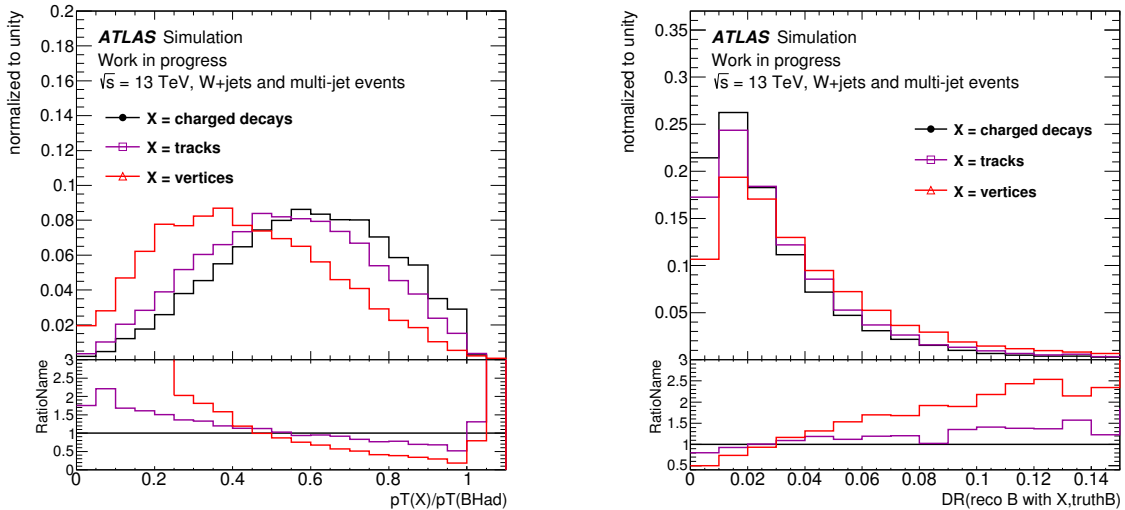 ATLAS Simulation
Work in progress
√s = 13 TeV, W+jets and multi-jet events
X = charged decays
X = tracks
X = vertices
normalized to unity
0.2
0.18
0.16
0.14
0.12
0.1
0.08
0.06
0.04
0.02
3
2.5
2
1.5
1
0.5
0
RatioName
0 0.2 0.4 0.6 0.8 1
pT(X)/pT(BHad)
ATLAS Simulation
Work in progress
√s = 13 TeV, W+jets and multi-jet events
X = charged decays
X = tracks
X = vertices
notmalized to unity
0.35
0.3
0.25
0.2
0.15
0.1
0.05
3
2.5
2
1.5
1
0.5
RatioName
0 0.02 0.04 0.06 0.08 0.1 0.12 0.14
DR(reco B with X,truthB)